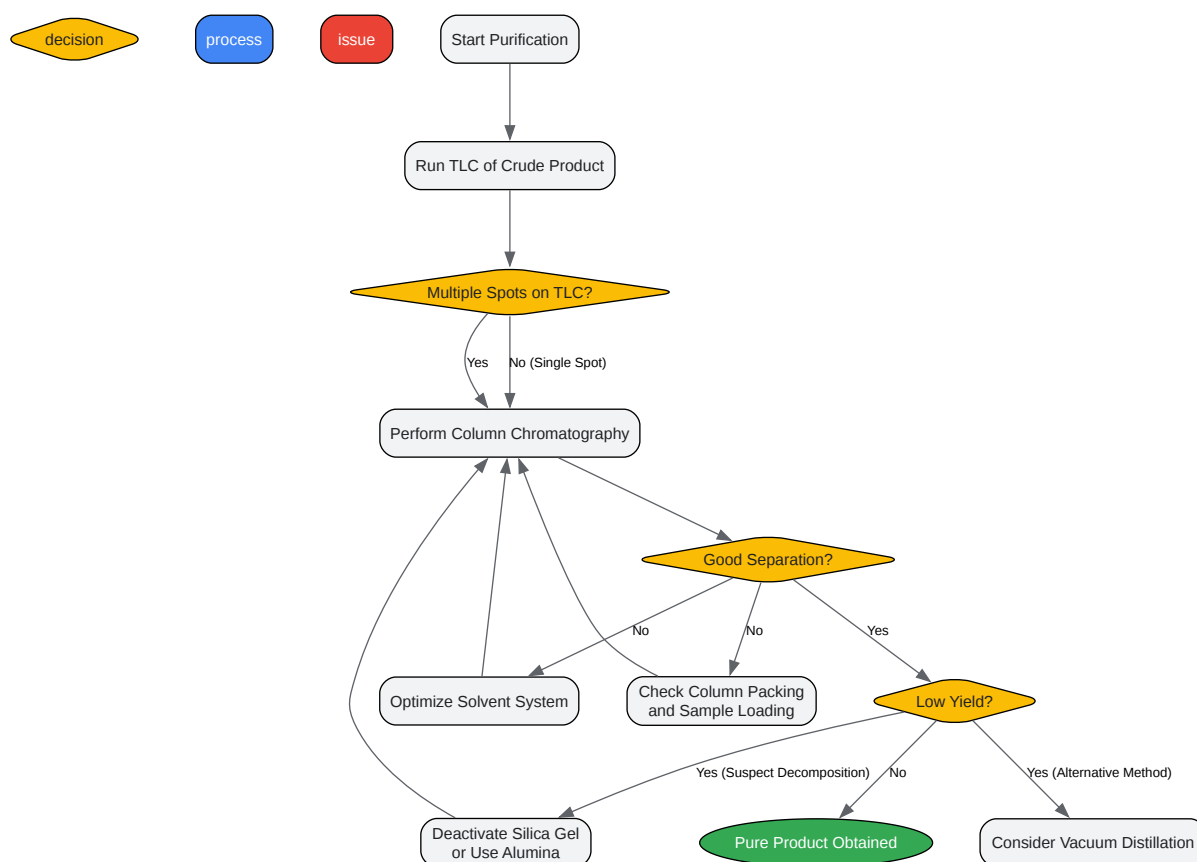 decision
process
issue
Start Purification
Run TLC of Crude Product
Multiple Spots on TLC?
Yes
No (Single Spot)
Perform Column Chromatography
Good Separation?
No
No
Yes
Optimize Solvent System
Check Column Packing
and Sample Loading
Low Yield?
Yes (Suspect Decomposition)
No
Yes (Alternative Method)
Deactivate Silica Gel
or Use Alumina
Pure Product Obtained
Consider Vacuum Distillation